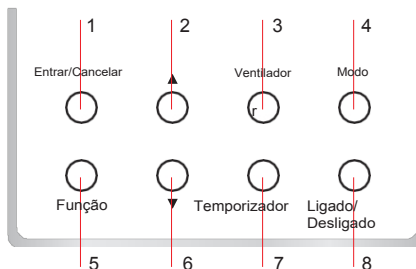 1 2 3 4
Entrar/Cancelar ▲ Ventilador Modo
r
Função ▼ Temporizador Ligado/
Desligado
5 6 7 8